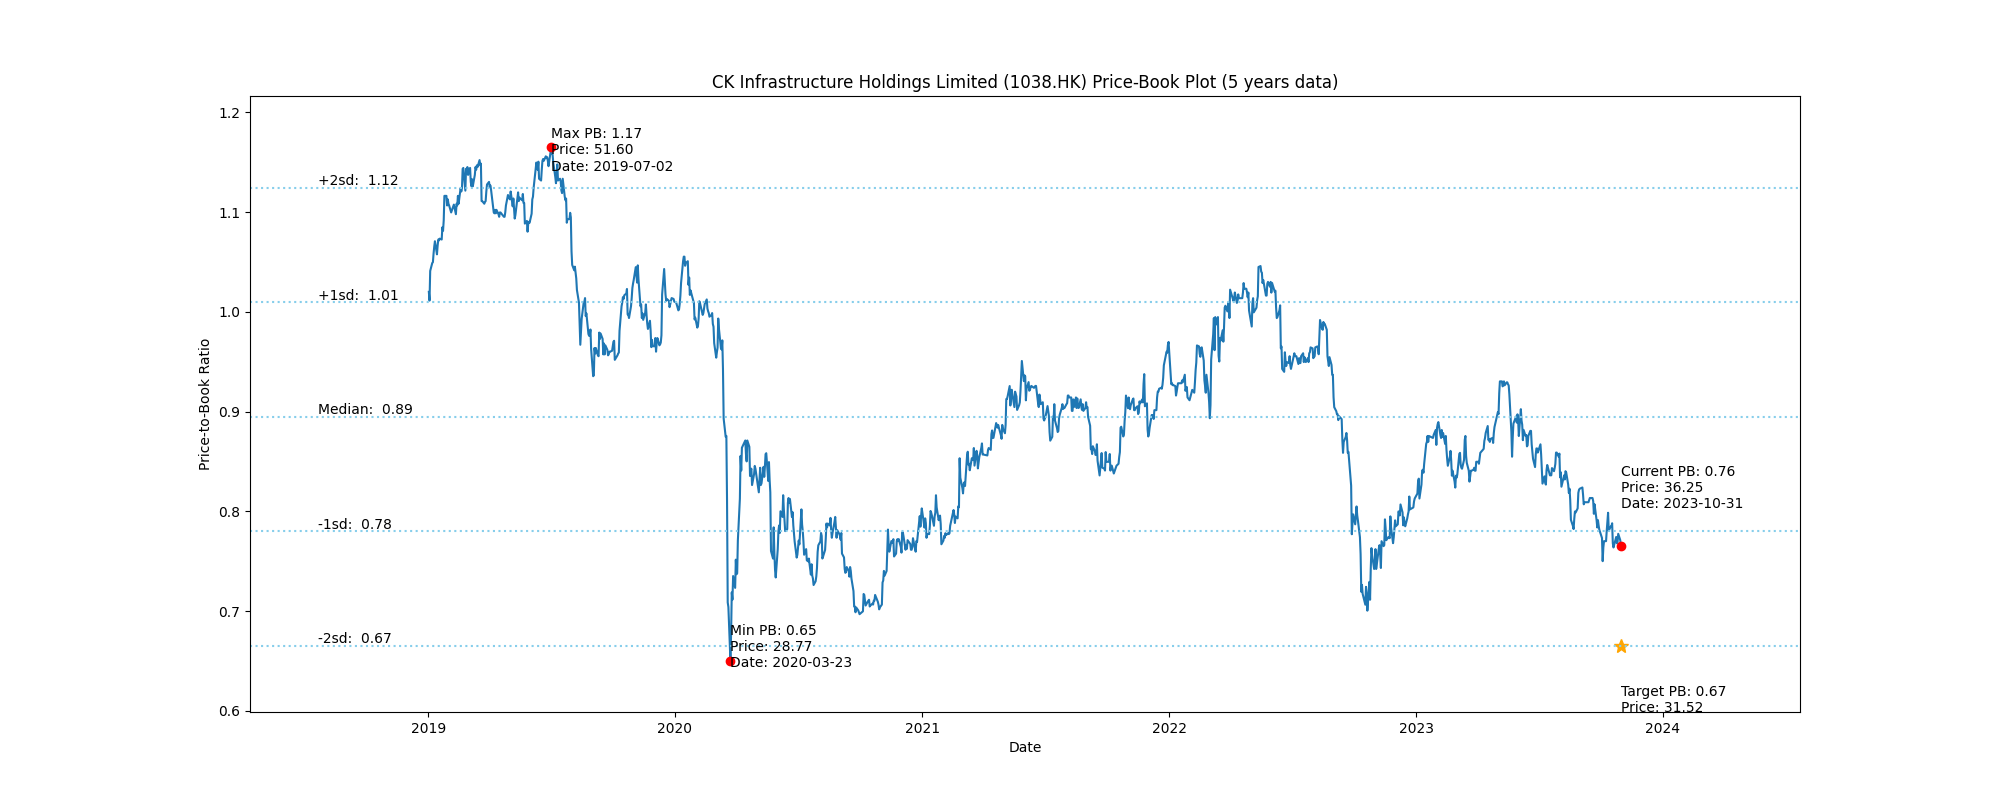 CK Infrastructure Holdings Limited (1038.HK) Price-Book Plot (5 years data)
1.2
1.1
1.0
0.9
0.8
0.7
0.6
Price-to-Book Ratio
Max PB: 1.17
Price: 51.60
Date: 2019-07-02
+2sd:  1.12
+1sd:  1.01
Median:  0.89
-1sd:  0.78
-2sd:  0.67
Min PB: 0.65
Price: 28.77
Date: 2020-03-23
Current PB: 0.76
Price: 36.25
Date: 2023-10-31
Target PB: 0.67
Price: 31.52
2019
2020
2021
2022
2023
2024
Date